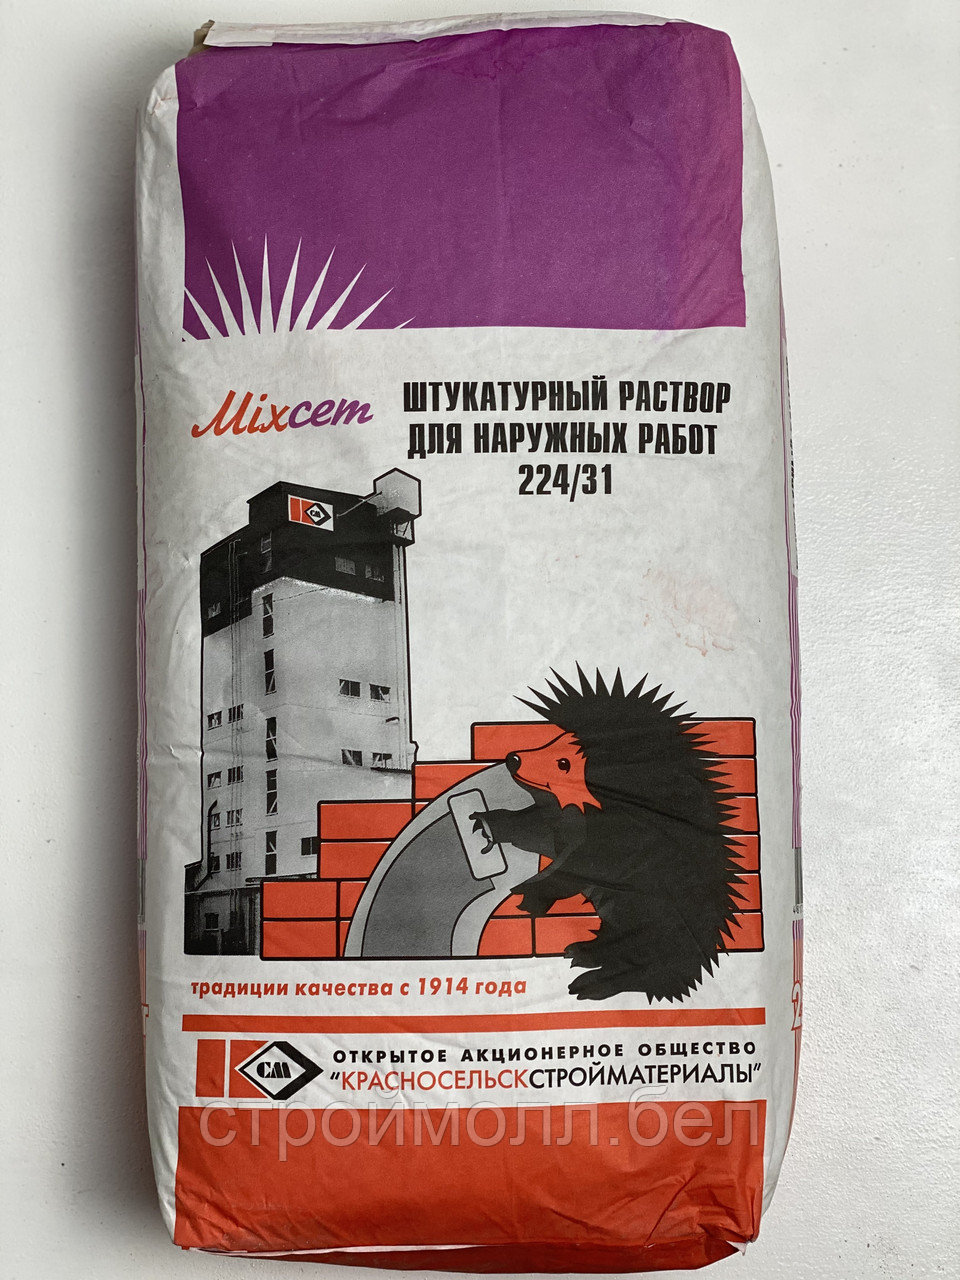 Mixcem
ШТУКАТУРНЫЙ РАСТВОР
ДЛЯ НАРУЖНЫХ РАБОТ
224/31
СМ
традиции качества с 1914 года
СМ
ОТКРЫТОЕ АКЦИОНЕРНОЕ ОБЩЕСТВО
"КРАСНОСЕЛЬСКСТРОЙМАТЕРИАЛЫ"
строймолл.бел